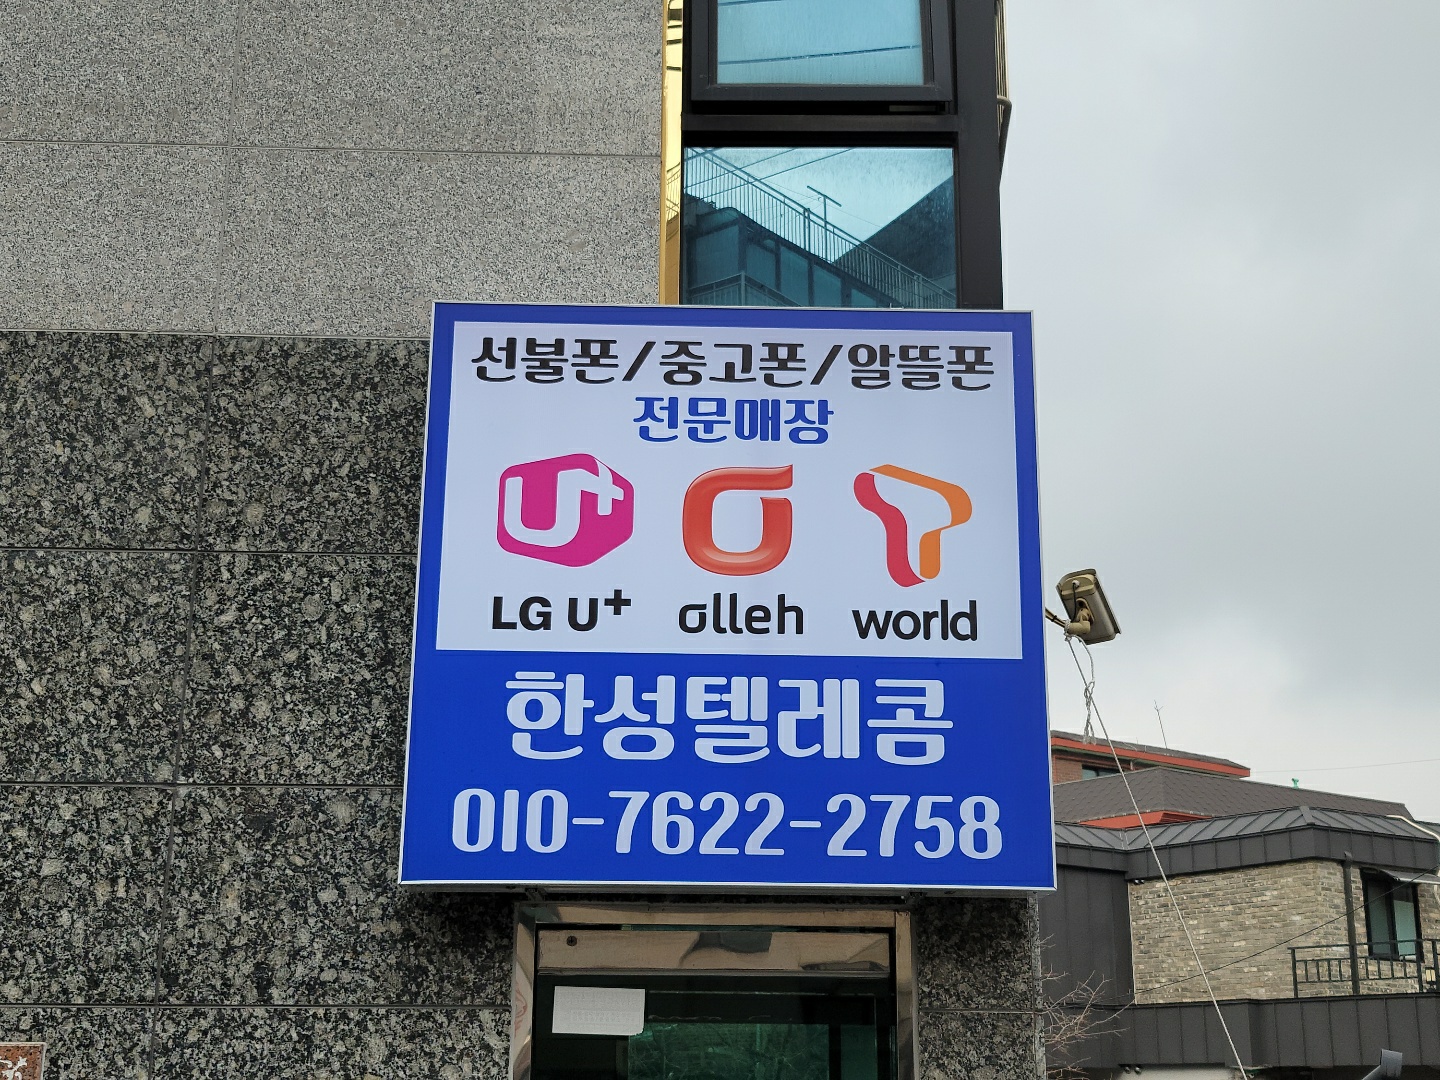 선불폰/중고폰/알뜰폰
전문매장
U+
LG U+ olleh world
한성텔레콤
010-7622-2758